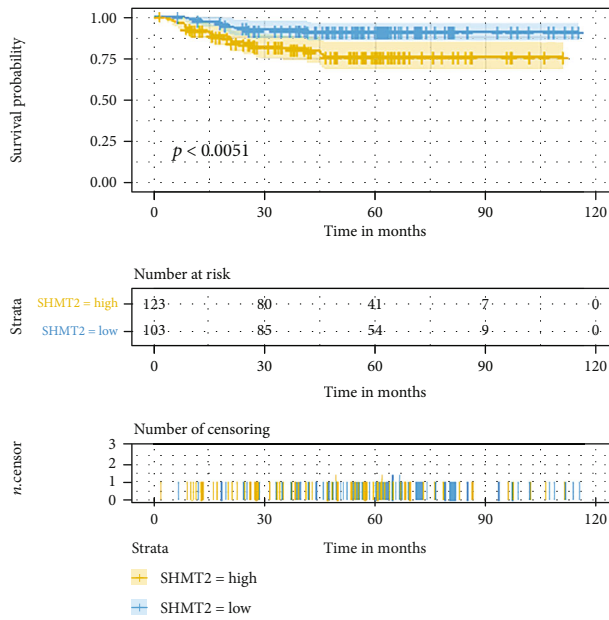 Survival probability
1.00
0.75
0.50
0.25
0.00
p < 0.0051
0 30 60 90 120
Time in months
Number at risk
Strata
SHMT2 = high 123 80 41 7 0
SHMT2 = low 103 85 54 9 0
0 30 60 90 120
Time in months
Number of censoring
n.censor
3
2
1
0
0 30 60 90 120
Strata Time in months
SHMT2 = high
SHMT2 = low